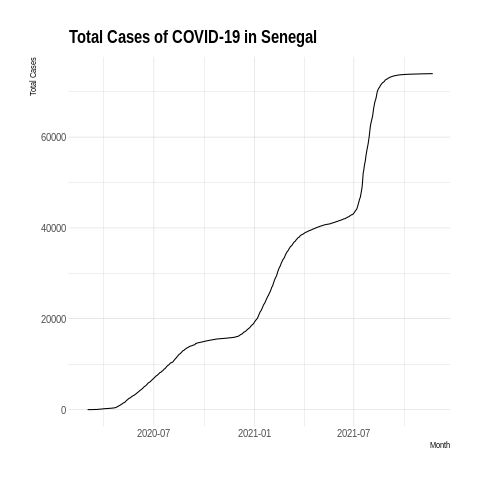 Total Cases of COVID-19 in Senegal
Total Cases
60000
40000
20000
0
2020-07 2021-01 2021-07
Month